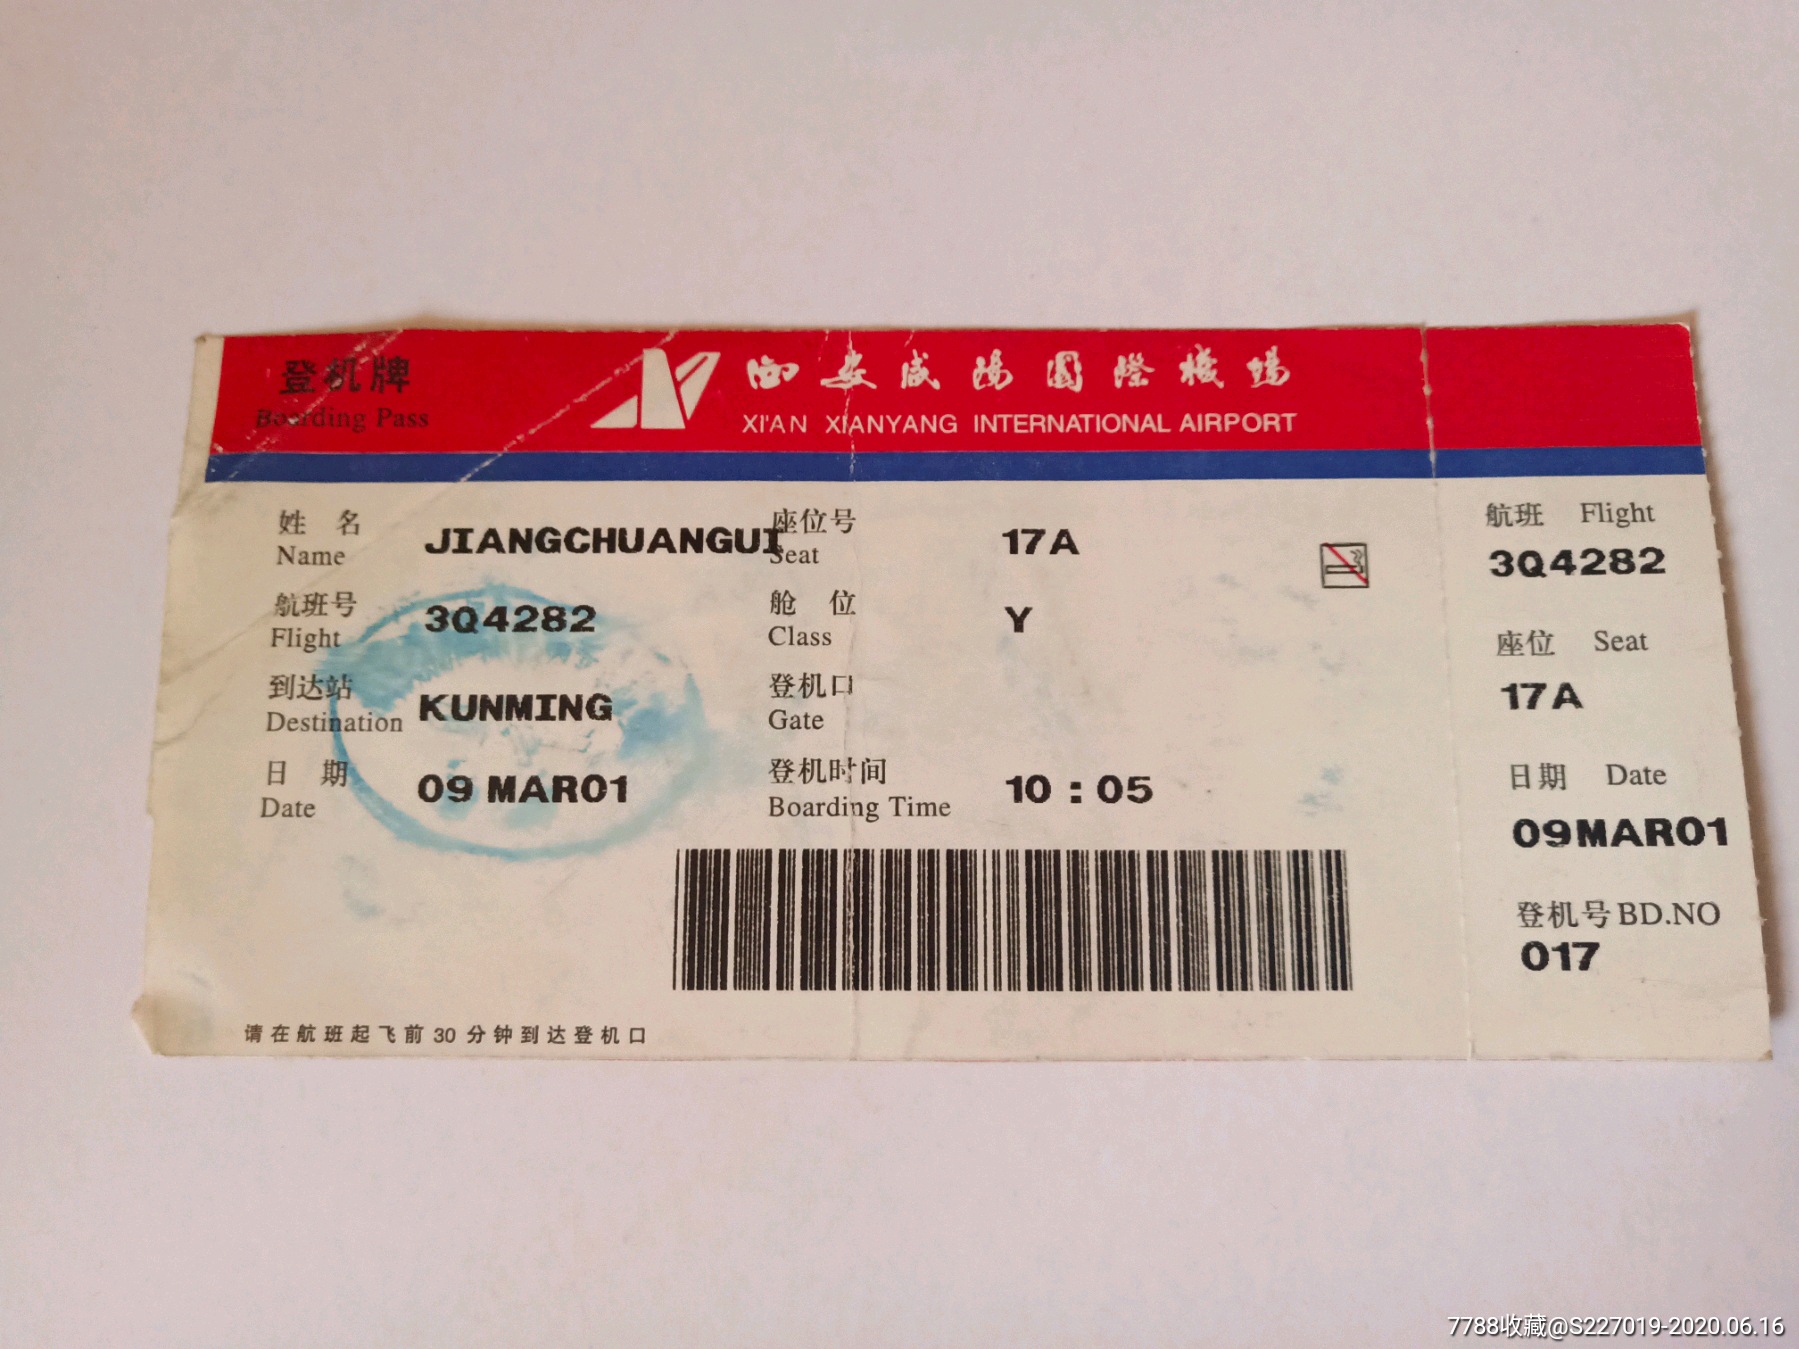 登机牌
Boarding Pass
西安咸阳國際機場
XI'AN XIANYANG INTERNATIONAL AIRPORT
姓 名
Name
JIANGCHUANGUI
座位号
Seat
17A
航班号
Flight
3Q4282
舱 位
Class
Y
到达站
Destination
KUNMING
登机口
Gate
日 期
Date
09 MAR01
登机时间
Boarding Time
10 : 05
请在航班起飞前 30 分钟到达登机口
航班 Flight
3Q4282
座位 Seat
17A
日期 Date
09MAR01
登机号 BD.NO
017
7788收藏@S227019-2020.06.16